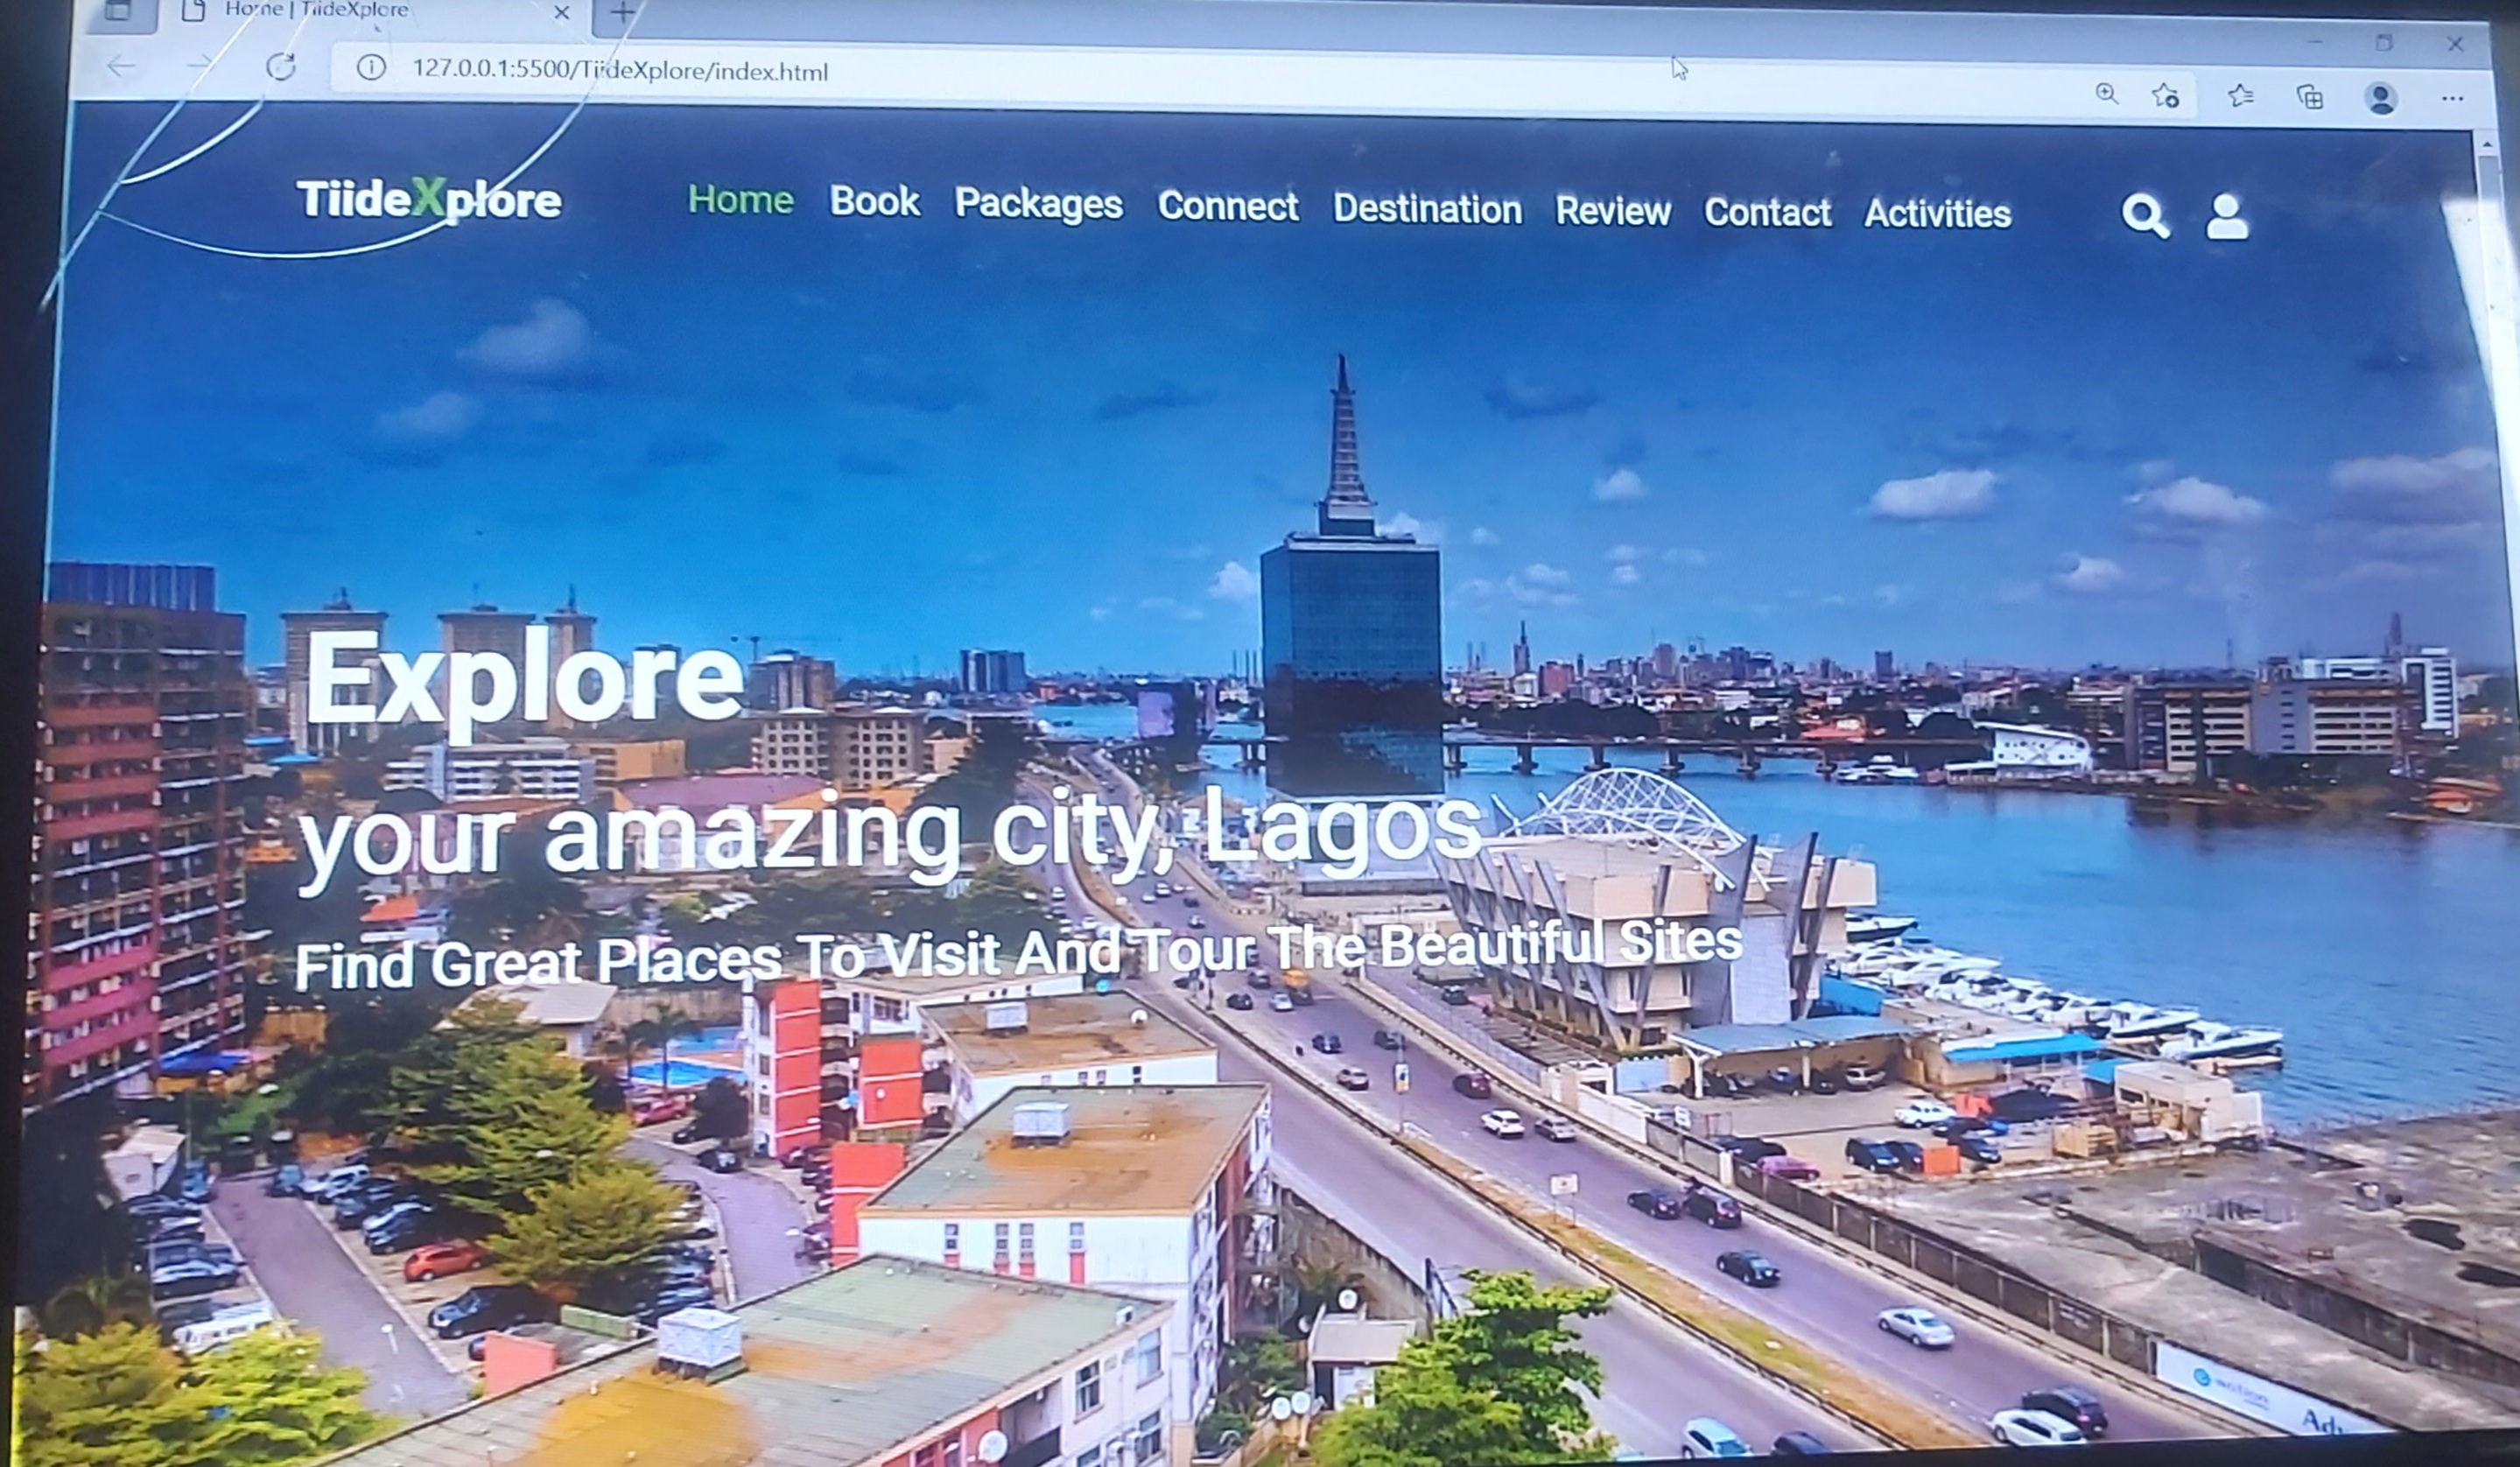 Home | TiideXplore
127.0.0.1:5500/TiideXplore/index.html
TiideXplore Home Book Packages Connect Destination Review Contact Activities
Explore
your amazing city, Lagos
Find Great Places To Visit And Tour The Beautiful Sites